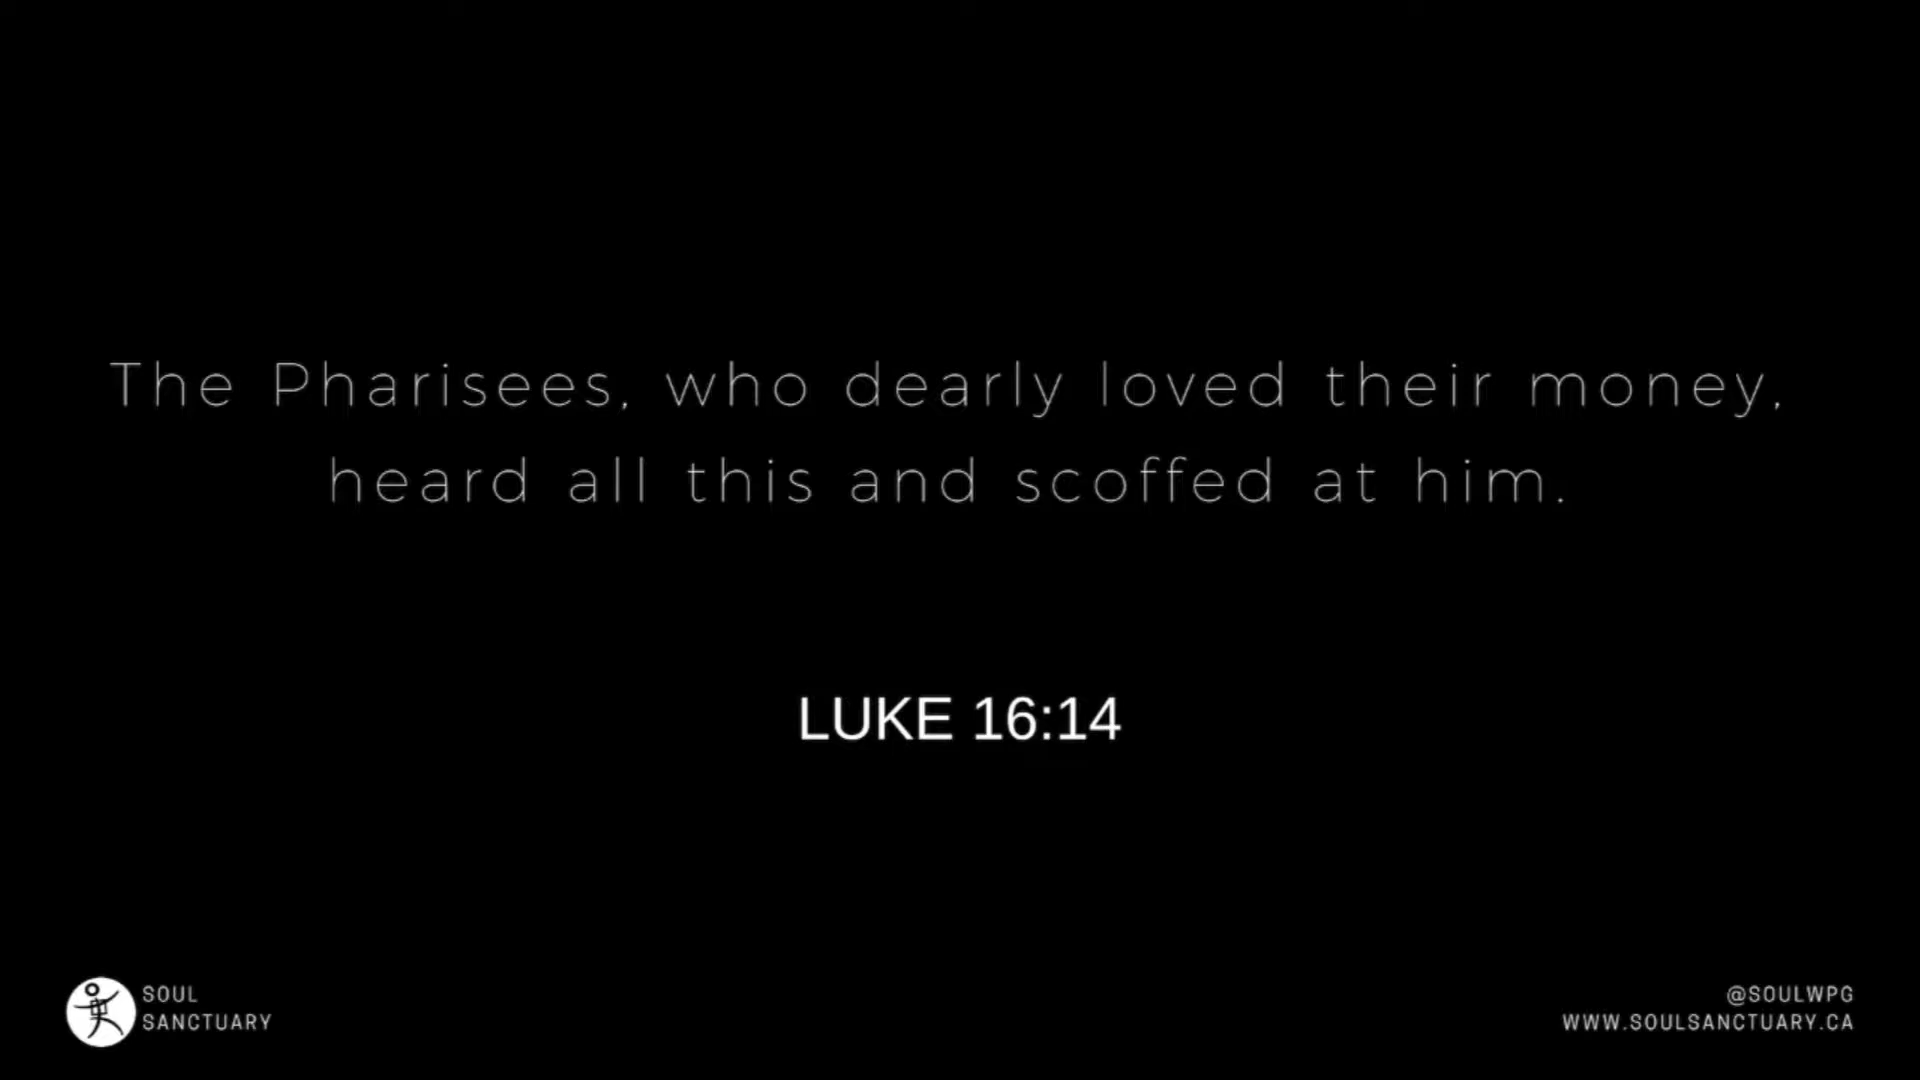 The Pharisees, who dearly loved their money,
heard all this and scoffed at him.
LUKE 16:14
SOUL
SANCTUARY
@SOULWPG
WWW.SOULSANCTUARY.CA